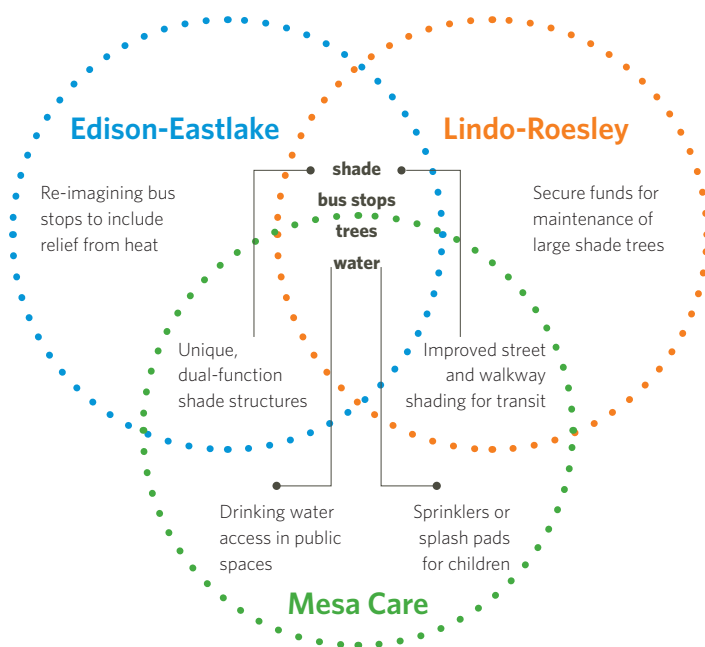 Edison-Eastlake
Lindo-Roesley
shade
bus stops
trees
water
Re-imagining bus
stops to include
relief from heat
Secure funds for
maintenance of
large shade trees
Unique,
dual-function
shade structures
Improved street
and walkway
shading for transit
Drinking water
access in public
spaces
Sprinklers or
splash pads
for children
Mesa Care